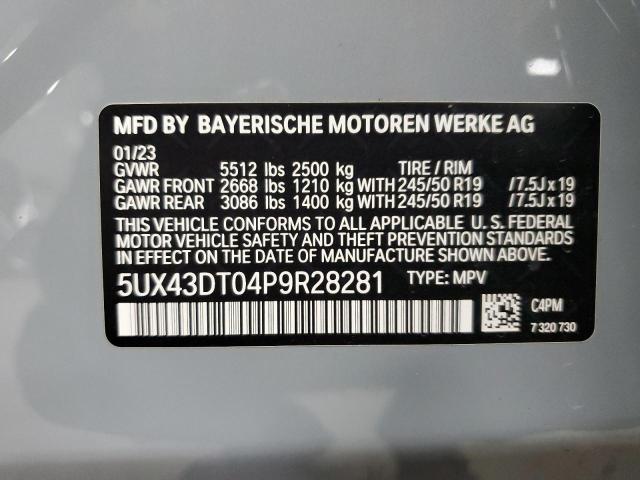 MFD BY BAYERISCHE MOTOREN WERKE AG
01/23
GVWR 5512 lbs 2500 kg TIRE / RIM
GAWR FRONT 2668 lbs 1210 kg WITH 245/50 R19 /7.5J x 19
GAWR REAR 3086 lbs 1400 kg WITH 245/50 R19 /7.5J x 19
THIS VEHICLE CONFORMS TO ALL APPLICABLE U. S. FEDERAL
MOTOR VEHICLE SAFETY AND THEFT PREVENTION STANDARDS
IN EFFECT ON THE DATE OF MANUFACTURE SHOWN ABOVE.
5UX43DT04P9R28281 TYPE: MPV
C4PM
7 320 730